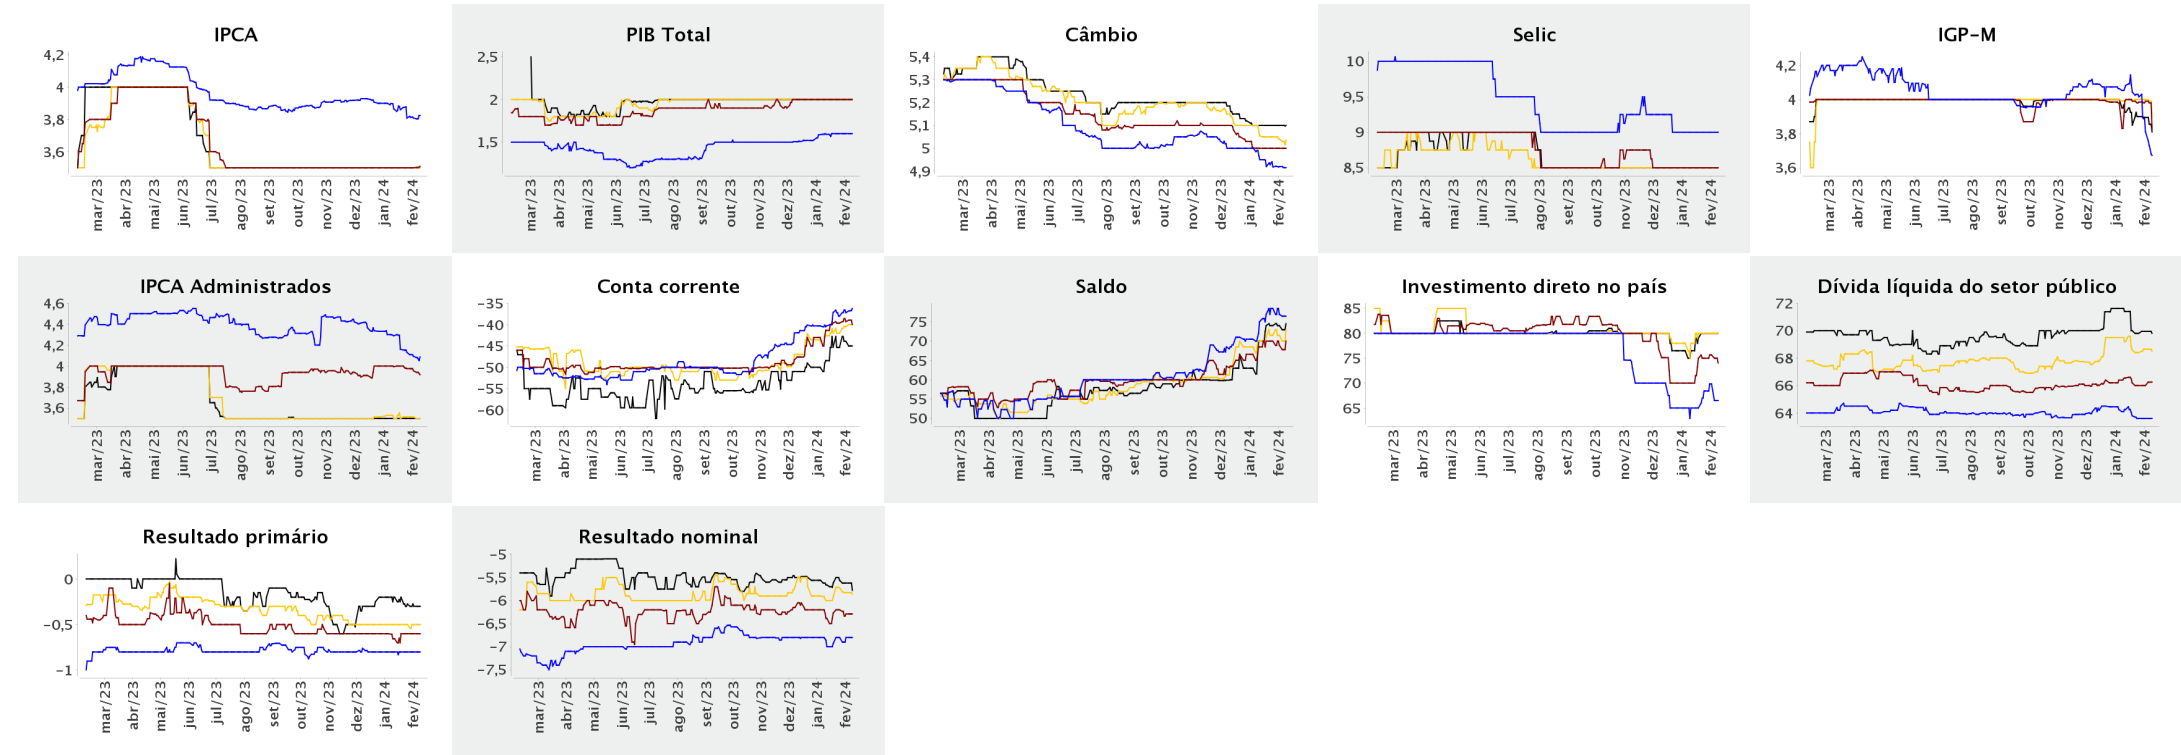 IPCA
4,2
4
3,8
3,6
mar/23 abr/23 mai/23 jun/23 jul/23 ago/23 set/23 out/23 nov/23 dez/23 jan/24 fev/24
PIB Total
2,5
2
1,5
mar/23 abr/23 mai/23 jun/23 jul/23 ago/23 set/23 out/23 nov/23 dez/23 jan/24 fev/24
Câmbio
5,4
5,3
5,2
5,1
5
4,9
mar/23 abr/23 mai/23 jun/23 jul/23 ago/23 set/23 out/23 nov/23 dez/23 jan/24 fev/24
Selic
10
9,5
9
8,5
mar/23 abr/23 mai/23 jun/23 jul/23 ago/23 set/23 out/23 nov/23 dez/23 jan/24 fev/24
IGP-M
4,2
4
3,8
3,6
mar/23 abr/23 mai/23 jun/23 jul/23 ago/23 set/23 out/23 nov/23 dez/23 jan/24 fev/24
IPCA Administrados
4,6
4,4
4,2
4
3,8
3,6
mar/23 abr/23 mai/23 jun/23 jul/23 ago/23 set/23 out/23 nov/23 dez/23 jan/24 fev/24
Conta corrente
-35
-40
-45
-50
-55
-60
mar/23 abr/23 mai/23 jun/23 jul/23 ago/23 set/23 out/23 nov/23 dez/23 jan/24 fev/24
Saldo
75
70
65
60
55
50
mar/23 abr/23 mai/23 jun/23 jul/23 ago/23 set/23 out/23 nov/23 dez/23 jan/24 fev/24
Investimento direto no país
85
80
75
70
65
mar/23 abr/23 mai/23 jun/23 jul/23 ago/23 set/23 out/23 nov/23 dez/23 jan/24 fev/24
Dívida líquida do setor público
72
70
68
66
64
mar/23 abr/23 mai/23 jun/23 jul/23 ago/23 set/23 out/23 nov/23 dez/23 jan/24 fev/24
Resultado primário
0
-0,5
-1
mar/23 abr/23 mai/23 jun/23 jul/23 ago/23 set/23 out/23 nov/23 dez/23 jan/24 fev/24
Resultado nominal
-5
-5,5
-6
-6,5
-7
-7,5
mar/23 abr/23 mai/23 jun/23 jul/23 ago/23 set/23 out/23 nov/23 dez/23 jan/24 fev/24